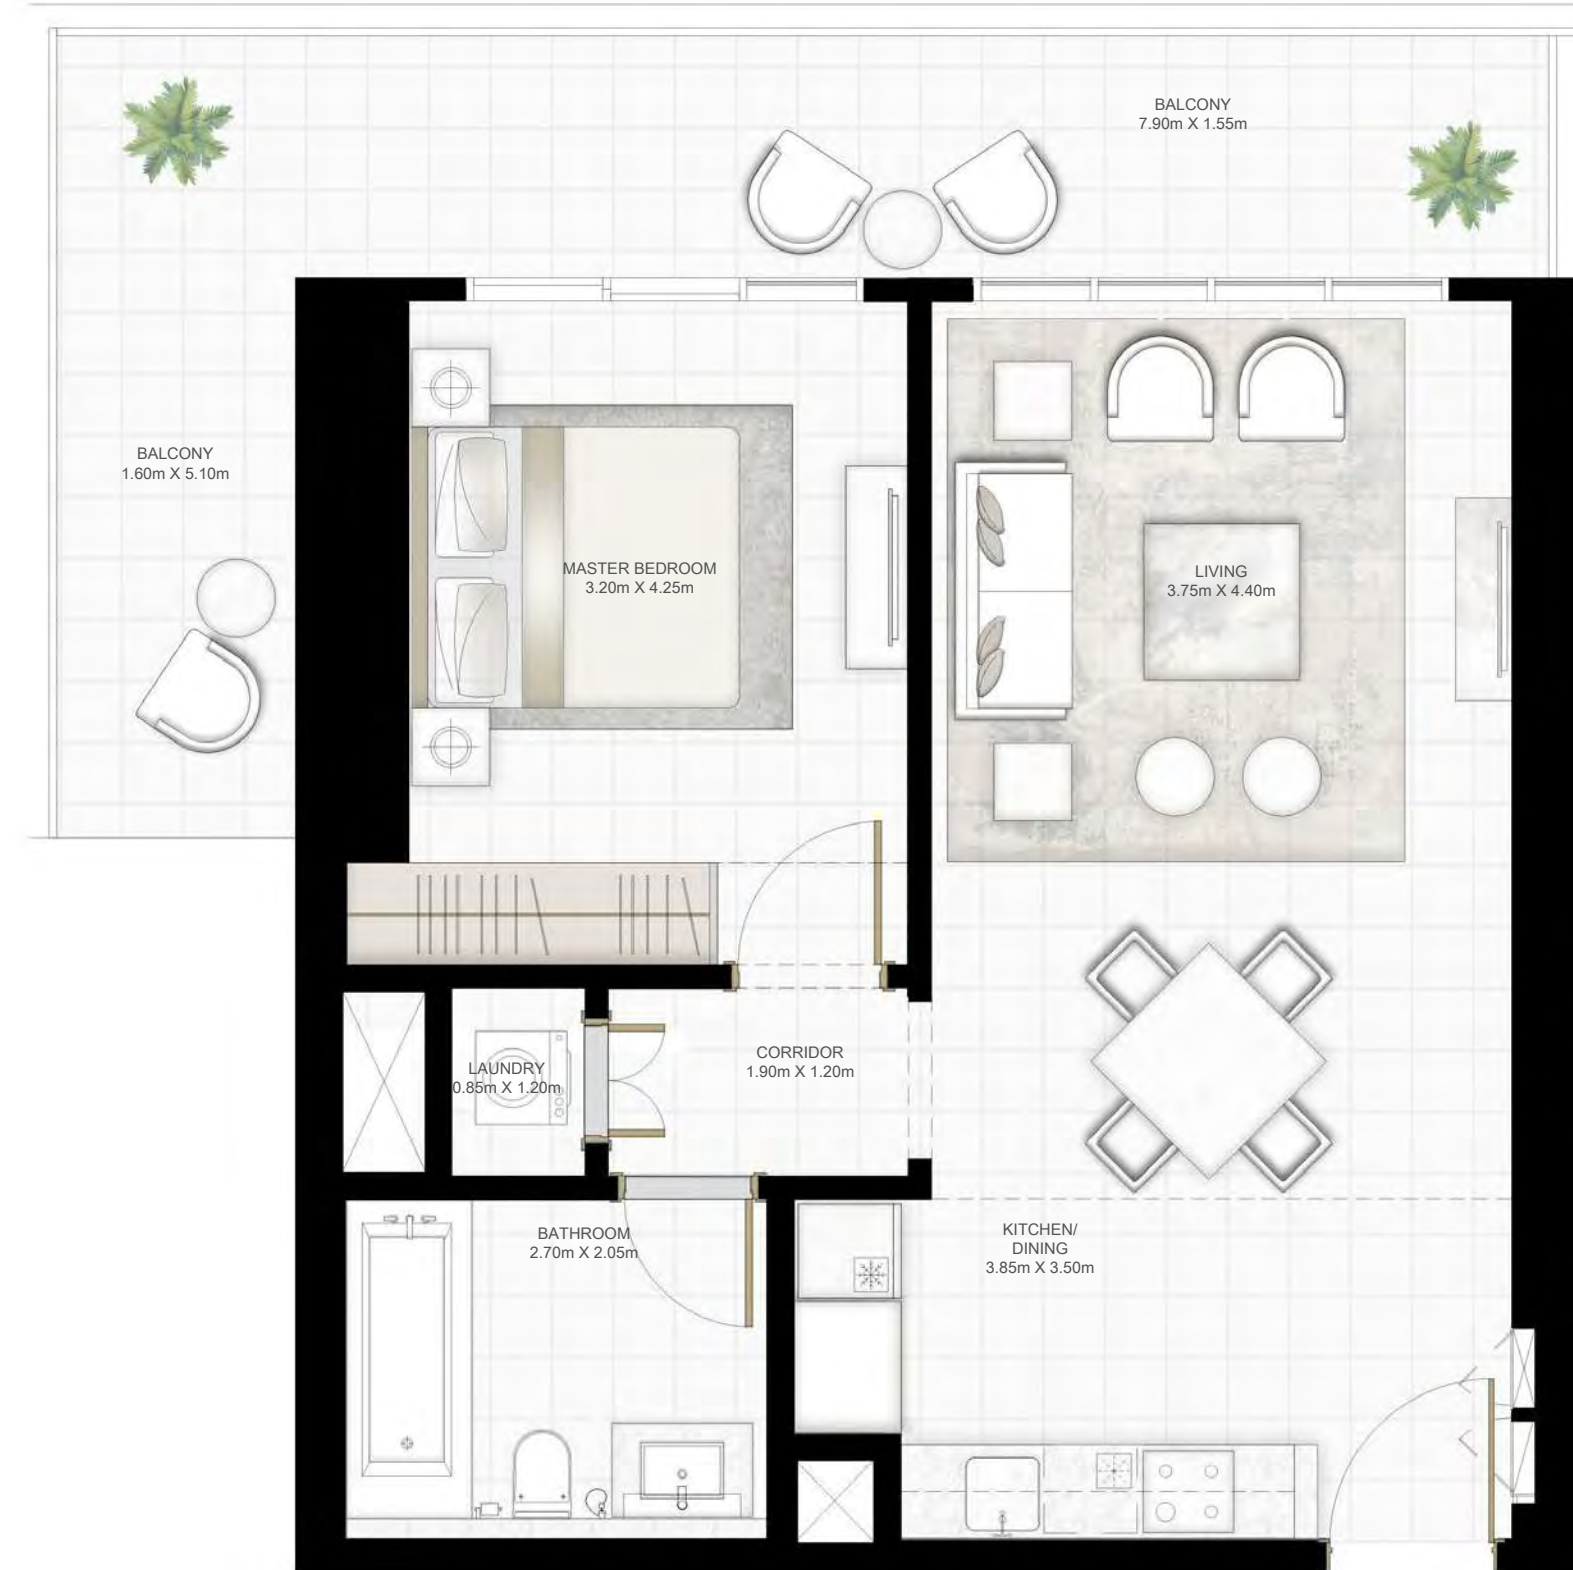 BALCONY
7.90m X 1.55m
BALCONY
1.60m X 5.10m
MASTER BEDROOM
3.20m X 4.25m
LIVING
3.75m X 4.40m
LAUNDRY
0.85m X 1.20m
CORRIDOR
1.90m X 1.20m
BATHROOM
2.70m X 2.05m
KITCHEN/
DINING
3.85m X 3.50m